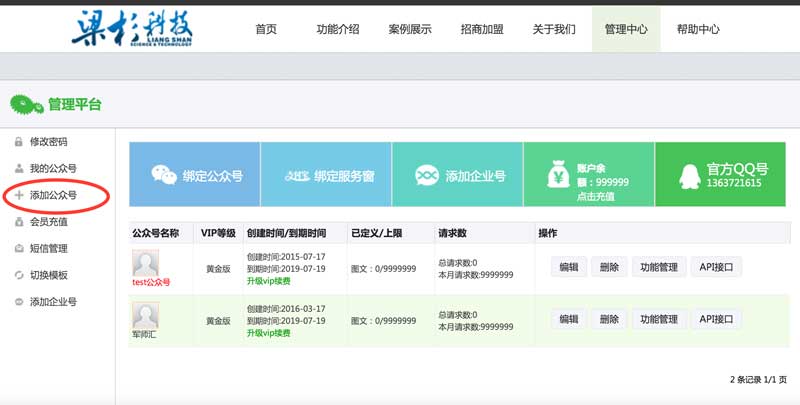 梁杉科技
LIANG SHAN
SCIENCE & TECHNOLOGY
首页 功能介绍 案例展示 招商加盟 关于我们 管理中心 帮助中心
管理平台
修改密码
我的公众号
添加公众号
会员充值
短信管理
切换模板
添加企业号
绑定公众号
绑定服务窗
添加企业号
账户余
额：999999
点击充值
官方QQ号
1363721615
公众号名称 VIP等级 创建时间/到期时间 已定义/上限 请求数 操作
test公众号
黄金版
创建时间:2015-07-17
到期时间:2019-07-19
升级vip续费
图文：0/9999999
总请求数:0
本月请求数:9999999
编辑 删除 功能管理 API接口
军师汇
黄金版
创建时间:2016-03-17
到期时间:2019-07-19
升级vip续费
图文：0/9999999
总请求数:0
本月请求数:9999999
编辑 删除 功能管理 API接口
2 条记录 1/1 页